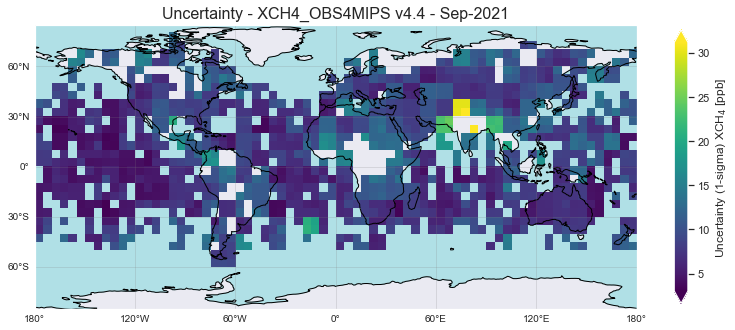 Uncertainty - XCH4_OBS4MIPS v4.4 - Sep-2021
60°N
30°N
0°
30°S
60°S
180°
120°W
60°W
0°
60°E
120°E
180°
30
25
20
15
10
5
Uncertainty (1-sigma) XCH₄ [ppb]